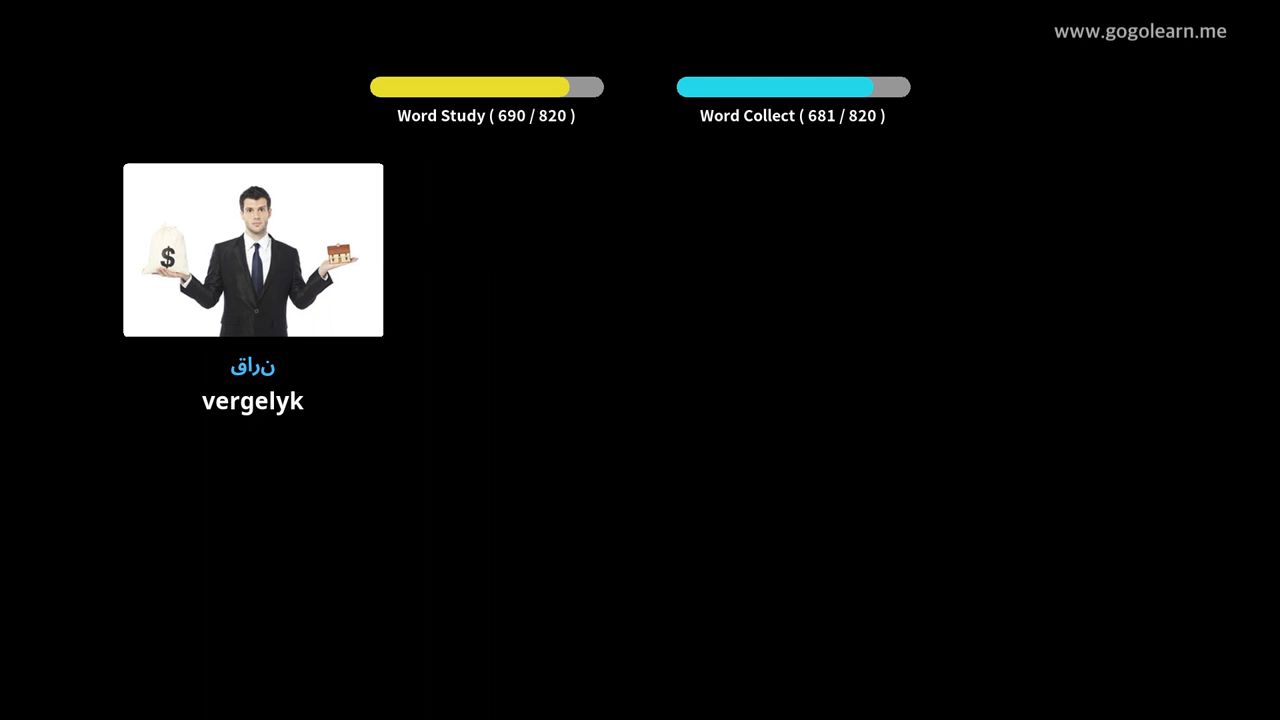 www.gogolearn.me
Word Study ( 690 / 820 )
Word Collect ( 681 / 820 )
$
قارن
vergelyk